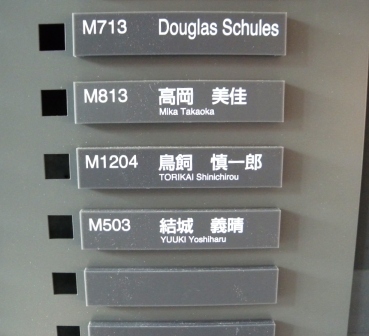 M713 Douglas Schules
M813 高岡 美佳
Mika Takaoka
M1204 鳥飼 慎一郎
TORIKAI Shinichirou
M503 結城 義晴
YUUKI Yoshiharu